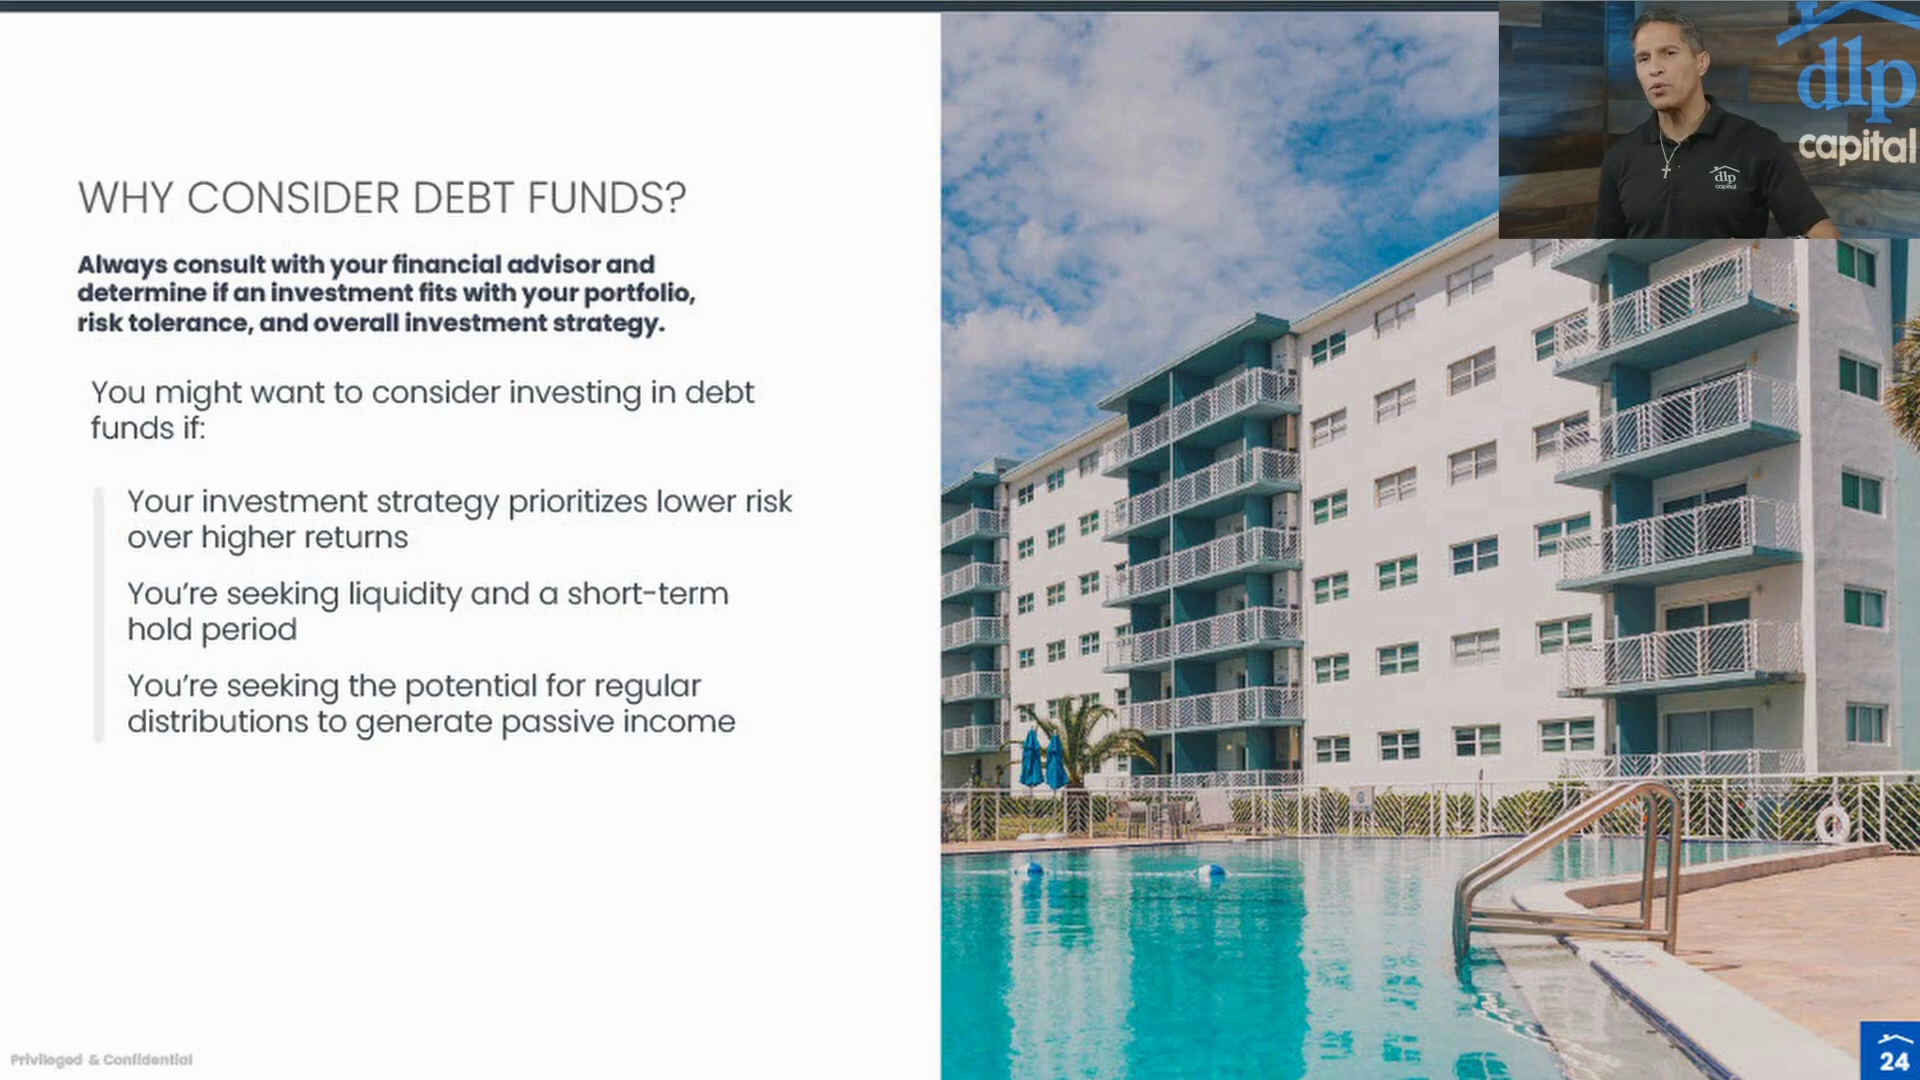 WHY CONSIDER DEBT FUNDS?
Always consult with your financial advisor and
determine if an investment fits with your portfolio,
risk tolerance, and overall investment strategy.
You might want to consider investing in debt
funds if:
Your investment strategy prioritizes lower risk
over higher returns
You're seeking liquidity and a short-term
hold period
You're seeking the potential for regular
distributions to generate passive income
dlp
capital
dlp
capital
Privileged & Confidential
24